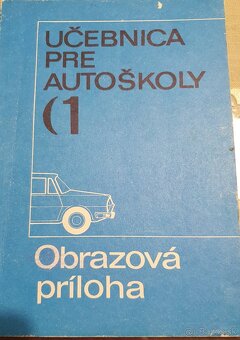 UČEBNICA
PRE
AUTOŠKOLY
(1
Obrazová
príloha